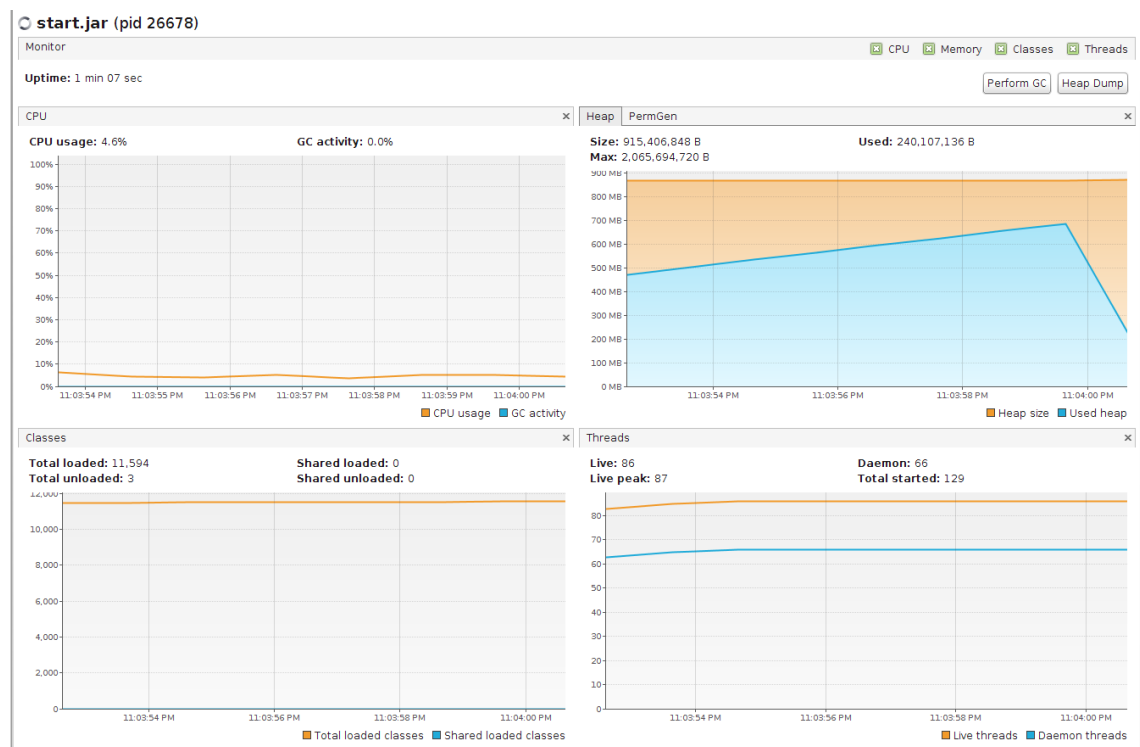 start.jar (pid 26678)
Monitor
CPU Memory Classes Threads
Uptime: 1 min 07 sec
Perform GC Heap Dump
CPU
CPU usage: 4.6% GC activity: 0.0%
100%
90%
80%
70%
60%
50%
40%
30%
20%
10%
0%
11:03:54 PM 11:03:55 PM 11:03:56 PM 11:03:57 PM 11:03:58 PM 11:03:59 PM 11:04:00 PM
CPU usage GC activity
Heap PermGen
Size: 915,406,848 B Used: 240,107,136 B
Max: 2,065,694,720 B
900 MB
800 MB
700 MB
600 MB
500 MB
400 MB
300 MB
200 MB
100 MB
0 MB
11:03:54 PM 11:03:56 PM 11:03:58 PM 11:04:00 PM
Heap size Used heap
Classes
Total loaded: 11,594 Shared loaded: 0
Total unloaded: 3 Shared unloaded: 0
12,000
10,000
8,000
6,000
4,000
2,000
0
11:03:54 PM 11:03:56 PM 11:03:58 PM 11:04:00 PM
Total loaded classes Shared loaded classes
Threads
Live: 86 Daemon: 66
Live peak: 87 Total started: 129
80
70
60
50
40
30
20
10
0
11:03:54 PM 11:03:56 PM 11:03:58 PM 11:04:00 PM
Live threads Daemon threads